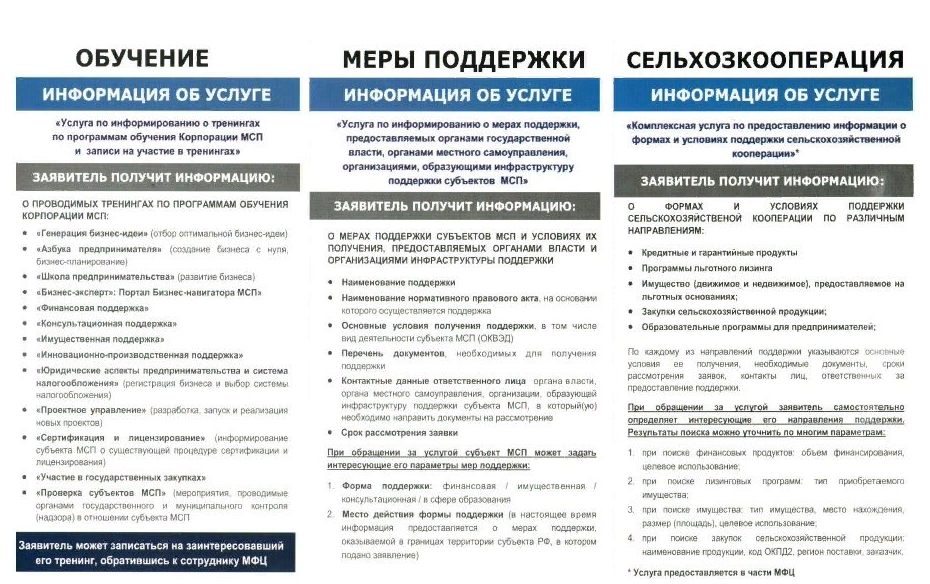 ОБУЧЕНИЕ
ИНФОРМАЦИЯ ОБ УСЛУГЕ
«Услуга по информированию о тренингах
по программам обучения Корпорации МСП
и записи на участие в тренингах»
ЗАЯВИТЕЛЬ ПОЛУЧИТ ИНФОРМАЦИЮ:
О ПРОВОДИМЫХ ТРЕНИНГАХ ПО ПРОГРАММАМ ОБУЧЕНИЯ
КОРПОРАЦИИ МСП:
• «Генерация бизнес-идеи» (отбор оптимальной бизнес-идеи)
• «Азбука предпринимателя» (создание бизнеса с нуля,
бизнес-планирование)
• «Школа предпринимательства» (развитие бизнеса)
• «Бизнес-эксперт»: Портал Бизнес-навигатора МСП»
• «Финансовая поддержка»
• «Консультационная поддержка»
• «Имущественная поддержка»
• «Инновационно-производственная поддержка»
• «Юридические аспекты предпринимательства и система
налогообложения» (регистрация бизнеса и выбор системы
налогообложения)
• «Проектное управление» (разработка, запуск и реализация
новых проектов)
• «Сертификация и лицензирование» (информирование
субъекта МСП о существующей процедуре сертификации и
лицензирования)
• «Участие в государственных закупках»
• «Проверка субъектов МСП» (мероприятия, проводимые
органами государственного и муниципального контроля
(надзора) в отношении субъекта МСП
Заявитель может записаться на заинтересовавший
его тренинг, обратившись к сотруднику МФЦ
МЕРЫ ПОДДЕРЖКИ
ИНФОРМАЦИЯ ОБ УСЛУГЕ
«Услуга по информированию о мерах поддержки,
предоставляемых органами государственной
власти, органами местного самоуправления,
организациями, образующими инфраструктуру
поддержки субъектов МСП»
ЗАЯВИТЕЛЬ ПОЛУЧИТ ИНФОРМАЦИЮ:
О МЕРАХ ПОДДЕРЖКИ СУБЪЕКТОВ МСП И УСЛОВИЯХ ИХ
ПОЛУЧЕНИЯ, ПРЕДОСТАВЛЯЕМЫХ ОРГАНАМИ ВЛАСТИ И
ОРГАНИЗАЦИЯМИ ИНФРАСТРУКТУРЫ ПОДДЕРЖКИ
• Наименование поддержки
• Наименование нормативного правового акта, на основании
которого осуществляется поддержка
• Основные условия получения поддержки, в том числе
вид деятельности субъекта МСП (ОКВЭД)
• Перечень документов, необходимых для получения
поддержки
• Контактные данные ответственного лица органа власти,
органа местного самоуправления, организации, образующей
инфраструктуру поддержки субъекта МСП, в который(ую)
необходимо направить документы на рассмотрение
• Срок рассмотрения заявки
При обращении за услугой субъект МСП может задать
интересующие его параметры мер поддержки:
1. Форма поддержки: финансовая / имущественная /
консультационная / в сфере образования
2. Место действия формы поддержки (в настоящее время
информация предоставляется о мерах поддержки,
оказываемой в границах территории субъекта РФ, в котором
подано заявление)
СЕЛЬХОЗКООПЕРАЦИЯ
ИНФОРМАЦИЯ ОБ УСЛУГЕ
«Комплексная услуга по предоставлению информации о
формах и условиях поддержки сельскохозяйственной
кооперации»*
ЗАЯВИТЕЛЬ ПОЛУЧИТ ИНФОРМАЦИЮ:
О ФОРМАХ И УСЛОВИЯХ ПОДДЕРЖКИ
СЕЛЬСКОХОЗЯЙСТВЕНОЙ КООПЕРАЦИИ ПО РАЗЛИЧНЫМ
НАПРАВЛЕНИЯМ:
• Кредитные и гарантийные продукты
• Программы льготного лизинга
• Имущество (движимое и недвижимое), предоставляемое на
льготных основаниях;
• Закупки сельскохозяйственной продукции;
• Образовательные программы для предпринимателей;
По каждому из направлений поддержки указываются основные
условия ее получения, необходимые документы, сроки
рассмотрения заявок, контакты лиц, ответственных за
предоставление поддержки.
При обращении за услугой заявитель самостоятельно
определяет интересующие его направления поддержки.
Результаты поиска можно уточнить по многим параметрам:
1. при поиске финансовых продуктов: объем финансирования,
целевое использование;
2. при поиске лизинговых программ: тип приобретаемого
имущества;
3. при поиске имущества: тип имущества, место нахождения,
размер (площадь), целевое использование;
4. при поиске закупок сельскохозяйственной продукции:
наименование продукции, код ОКПД2, регион поставки, заказчик.
* Услуга предоставляется в части МФЦ